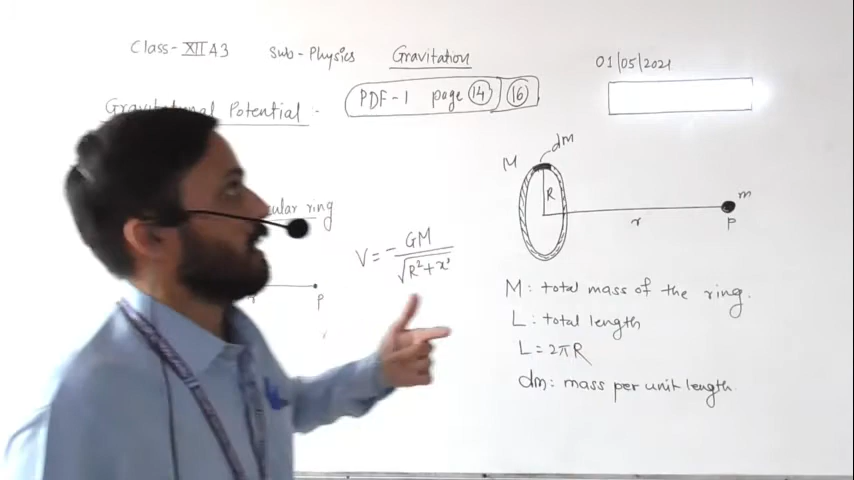 Class-XII A3 Sub-Physics Gravitation
01/05/2021
Gravitational Potential :-
PDF-1 page 14 16
dm
M
R
m
r
P
ring
V = - GM / √R²+x²
P
M: total mass of the ring.
L: total length
L = 2πR
dm: mass per unit length.